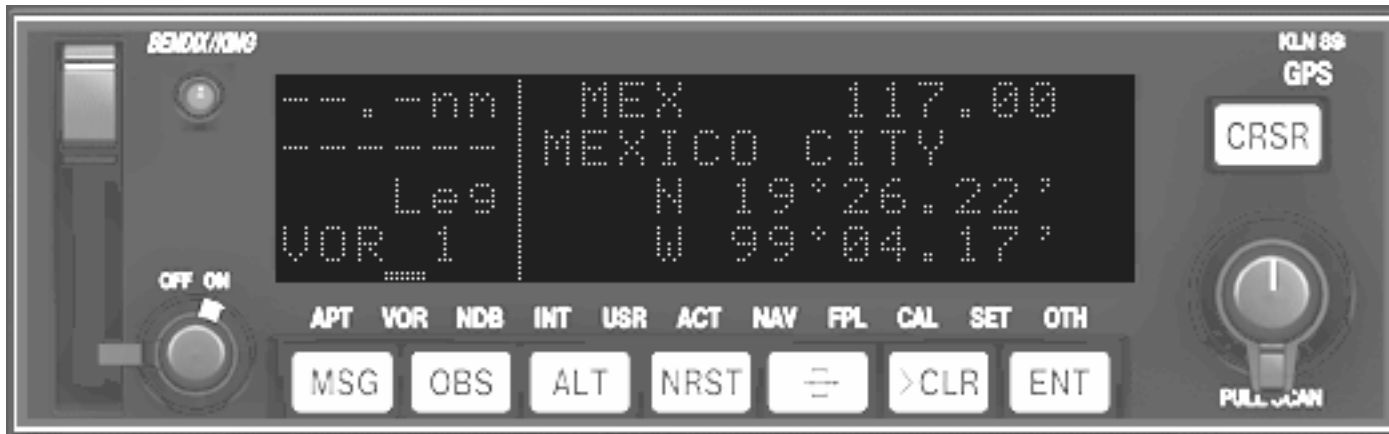 BENDIX/KING
KLN 89
GPS
--.-nm MEX 117.00
------ MEXICO CITY
Leg N 19°26.22'
VOR 1 W 99°04.17'
CRSR
OFF ON
APT VOR NDB INT USR ACT NAV FPL CAL SET OTH
MSG OBS ALT NRST >CLR ENT
PULL SCAN